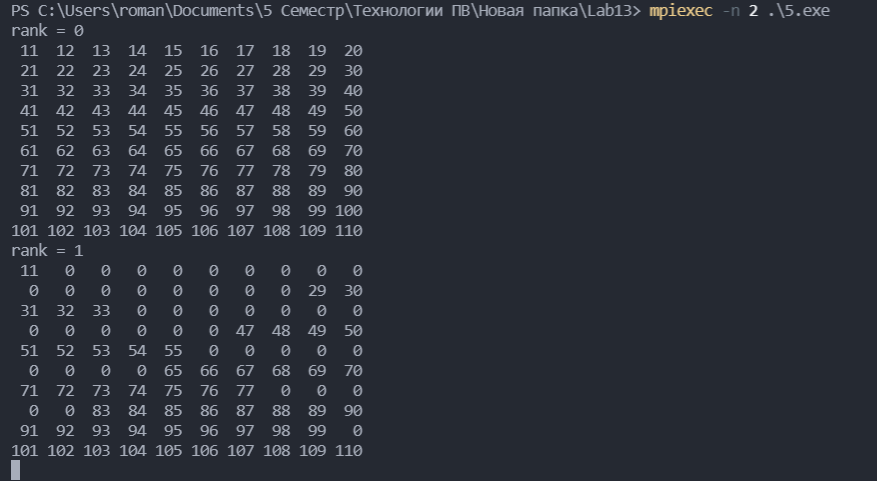 PS C:\Users\roman\Documents\5 Семестр\Технологии ПВ\Новая папка\Lab13> mpiexec -n 2 .\5.exe
rank = 0
 11  12  13  14  15  16  17  18  19  20
 21  22  23  24  25  26  27  28  29  30
 31  32  33  34  35  36  37  38  39  40
 41  42  43  44  45  46  47  48  49  50
 51  52  53  54  55  56  57  58  59  60
 61  62  63  64  65  66  67  68  69  70
 71  72  73  74  75  76  77  78  79  80
 81  82  83  84  85  86  87  88  89  90
 91  92  93  94  95  96  97  98  99 100
101 102 103 104 105 106 107 108 109 110
rank = 1
 11   0   0   0   0   0   0   0   0   0
  0   0   0   0   0   0   0   0  29  30
 31  32  33   0   0   0   0   0   0   0
  0   0   0   0   0   0  47  48  49  50
 51  52  53  54  55   0   0   0   0   0
  0   0   0   0  65  66  67  68  69  70
 71  72  73  74  75  76  77   0   0   0
  0   0  83  84  85  86  87  88  89  90
 91  92  93  94  95  96  97  98  99   0
101 102 103 104 105 106 107 108 109 110